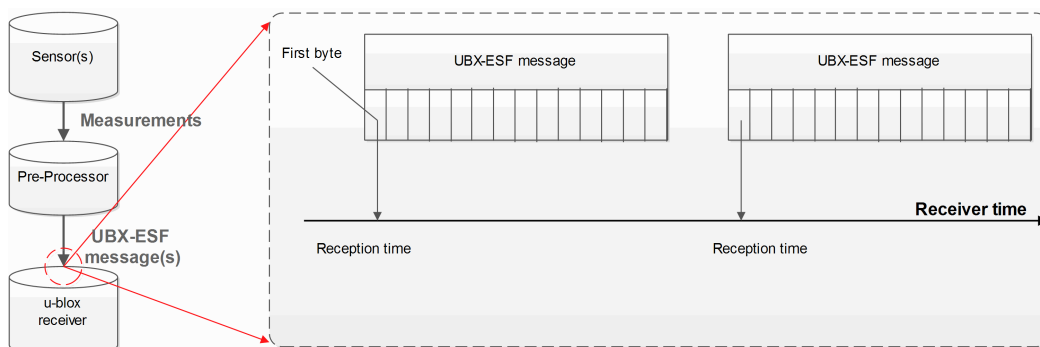 Sensor(s)
Measurements
Pre-Processor
UBX-ESF
message(s)
u-blox
receiver
First byte
UBX-ESF message
UBX-ESF message
Receiver time
Reception time
Reception time